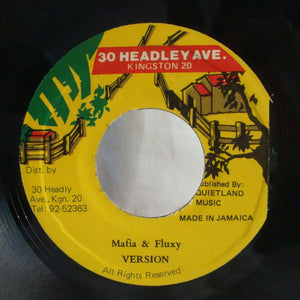 30 HEADLEY AVE.
KINGSTON 20
Dist. by
30 Headly
Ave., Kgn. 20
Tel: 92-52363
Published By:
QUIETLAND
MUSIC
MADE IN JAMAICA
Mafia & Fluxy
VERSION
All Rights Reserved